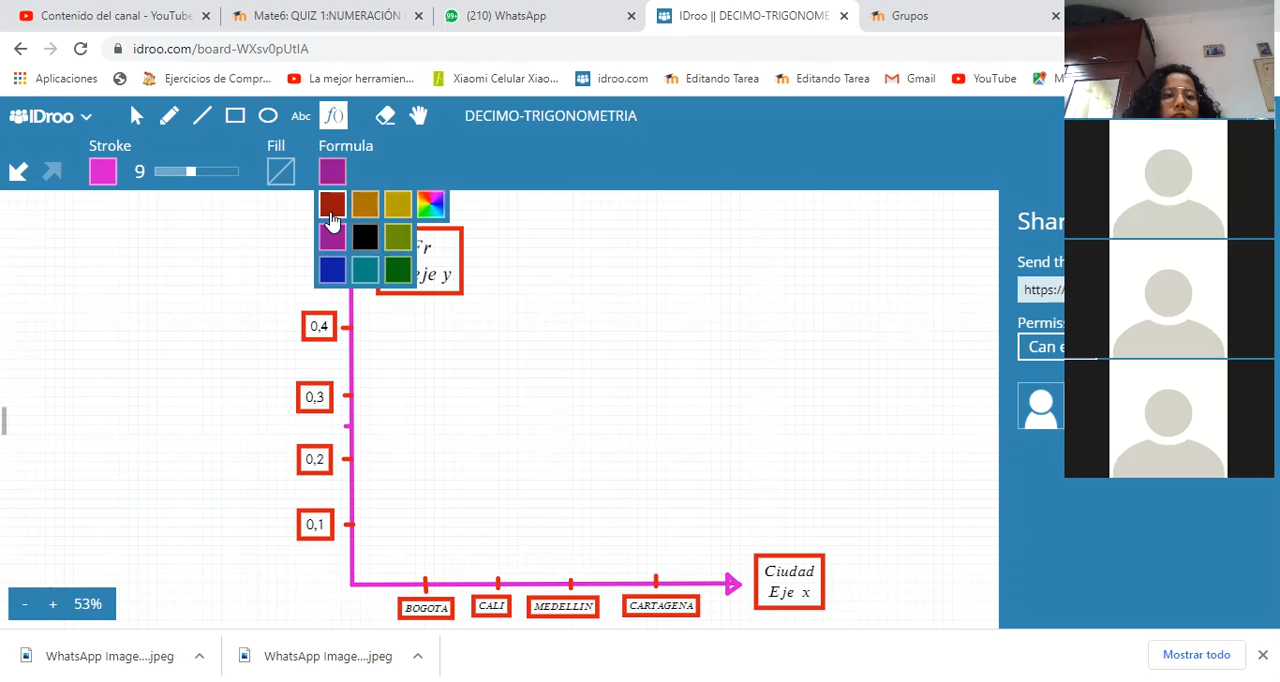 Contenido del canal - YouTube
Mate6: QUIZ 1:NUMERACIÓN
99+
(210) WhatsApp
IDroo || DECIMO-TRIGONOME
Grupos
idroo.com/board-WXsv0pUtIA
Aplicaciones
Ejercicios de Compr...
La mejor herramien...
Xiaomi Celular Xiao...
idroo.com
Editando Tarea
Editando Tarea
Gmail
YouTube
M
IDroo
Abc
f()
DECIMO-TRIGONOMETRIA
Stroke
Fill
Formula
9
Shar
Send th
https:/
Permis
Can e
Fr
eje y
0,4
0,3
0,2
0,1
Ciudad
Eje x
BOGOTA
CALI
MEDELLIN
CARTAGENA
- + 53%
WhatsApp Image....jpeg
WhatsApp Image....jpeg
Mostrar todo